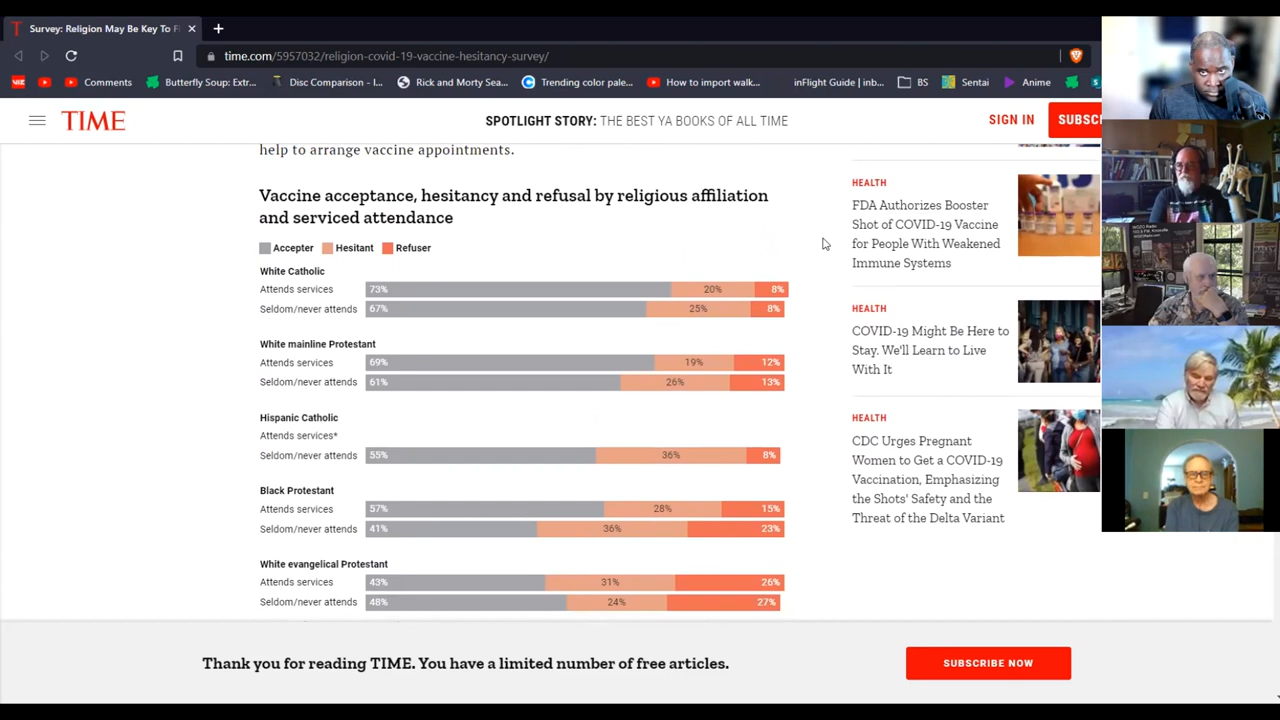 Survey: Religion May Be Key To Fi
time.com/5957032/religion-covid-19-vaccine-hesitancy-survey/
Comments
Butterfly Soup: Extr...
Disc Comparison - I...
Rick and Morty S...
Trending color pale...
How to import walk...
inFlight Guide | inb...
BS
Sentai
Anime
TIME
SPOTLIGHT STORY: THE BEST YA BOOKS OF ALL TIME
SIGN IN
SUBSC
help to arrange vaccine appointments.
Vaccine acceptance, hesitancy and refusal by religious affiliation
and serviced attendance
Accepter Hesitant Refuser
White Catholic
Attends services 73% 20% 8%
Seldom/never attends 67% 25% 8%
White mainline Protestant
Attends services 69% 19% 12%
Seldom/never attends 61% 26% 13%
Hispanic Catholic
Attends services*
Seldom/never attends 55% 36% 8%
Black Protestant
Attends services 57% 28% 15%
Seldom/never attends 41% 36% 23%
White evangelical Protestant
Attends services 43% 31% 26%
Seldom/never attends 48% 24% 27%
HEALTH
FDA Authorizes Booster
Shot of COVID-19 Vaccine
for People With Weakened
Immune Systems
HEALTH
COVID-19 Might Be Here to
Stay. We'll Learn to Live
With It
HEALTH
CDC Urges Pregnant
Women to Get a COVID-19
Vaccination, Emphasizing
the Shots' Safety and the
Threat of the Delta Variant
Thank you for reading TIME. You have a limited number of free articles.
SUBSCRIBE NOW